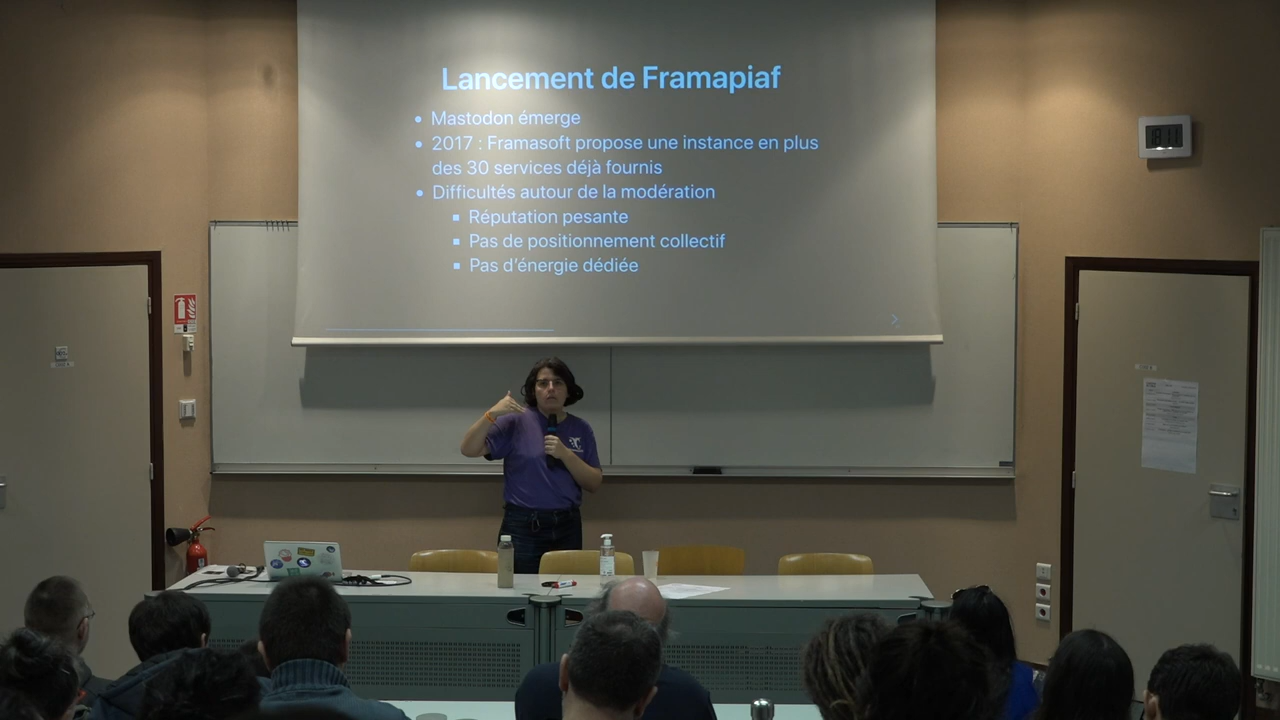 Lancement de Framapiaf
• Mastodon émerge
• 2017 : Framasoft propose une instance en plus
des 30 services déjà fournis
• Difficultés autour de la modération
▪ Réputation pesante
▪ Pas de positionnement collectif
▪ Pas d'énergie dédiée